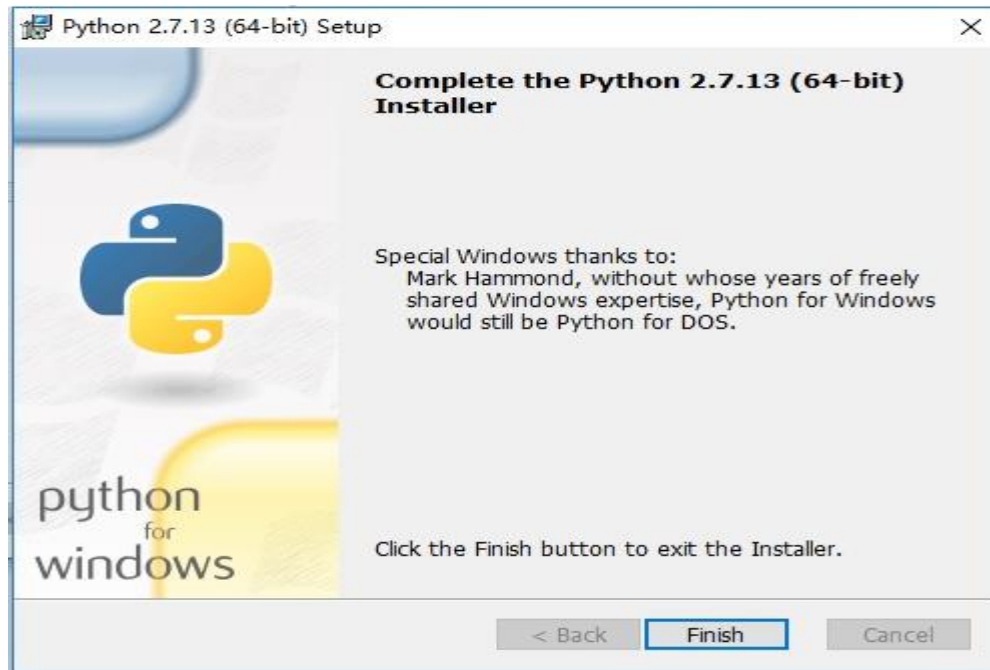 Python 2.7.13 (64-bit) Setup
Complete the Python 2.7.13 (64-bit)
Installer
Special Windows thanks to:
Mark Hammond, without whose years of freely
shared Windows expertise, Python for Windows
would still be Python for DOS.
python
for
windows
Click the Finish button to exit the Installer.
< Back
Finish
Cancel